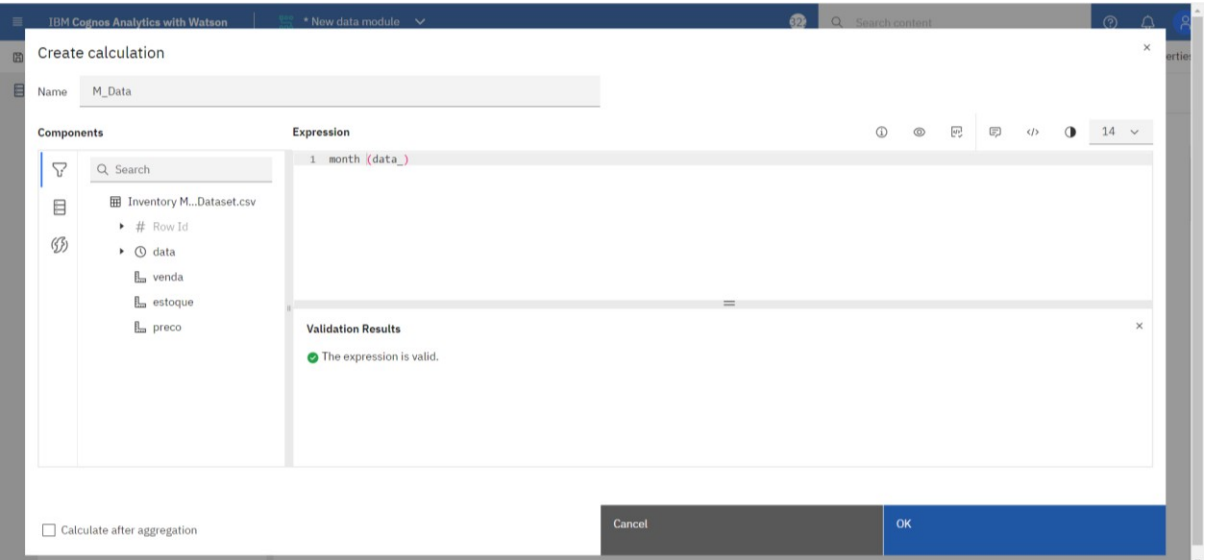 IBM Cognos Analytics with Watson
* New data module
32
Search content
Create calculation
erties
Name
M_Data
Components
Expression
14
Search
1 month (data_)
Inventory M...Dataset.csv
# Row Id
data
venda
estoque
preco
Validation Results
The expression is valid.
Calculate after aggregation
Cancel
OK